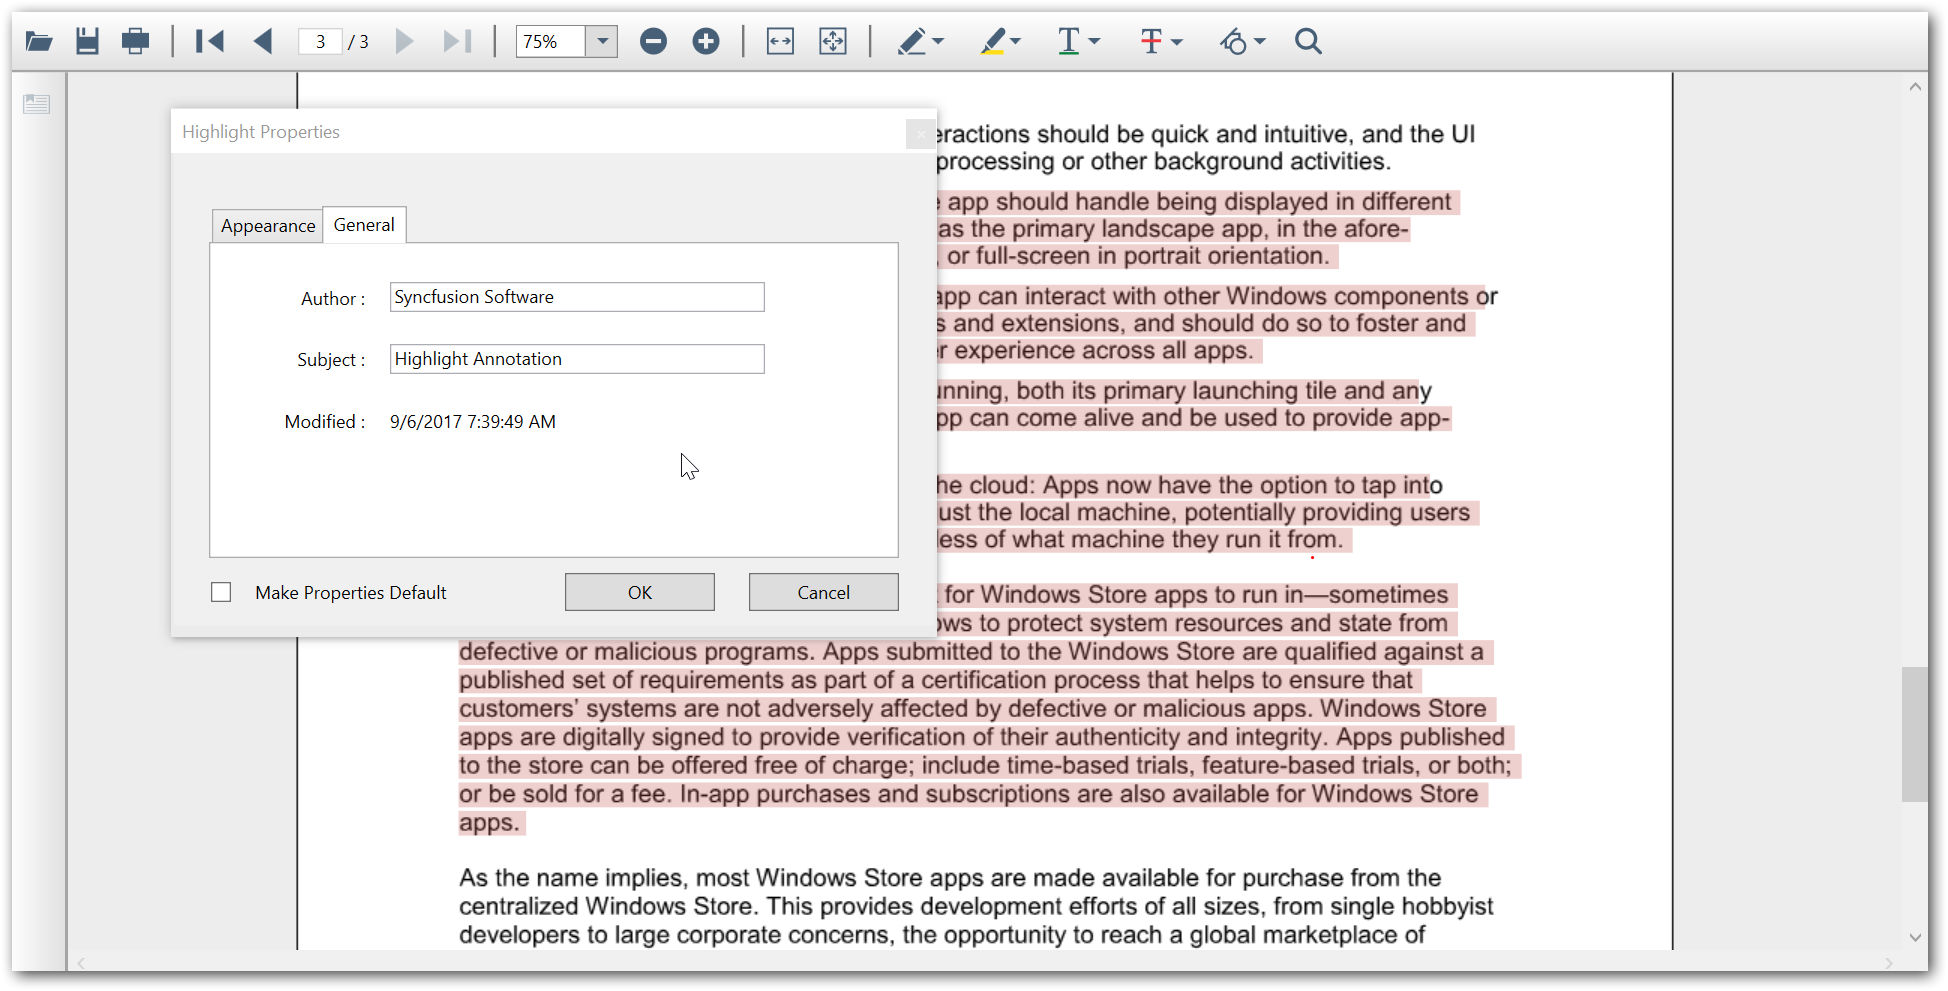 3 / 3 75% T T
Highlight Properties
Appearance General
Author : Syncfusion Software
Subject : Highlight Annotation
Modified : 9/6/2017 7:39:49 AM
Make Properties Default OK Cancel
should be quick and intuitive, and the UI
processing or other background activities.
app should handle being displayed in different
as the primary landscape app, in the afore-
or full-screen in portrait orientation.
app can interact with other Windows components or
and extensions, and should do so to foster and
experience across all apps.
both its primary launching tile and any
can come alive and be used to provide app-
cloud: Apps now have the option to tap into
the local machine, potentially providing users
of what machine they run it from.
for Windows Store apps to run in—sometimes
to protect system resources and state from
defective or malicious programs. Apps submitted to the Windows Store are qualified against a
published set of requirements as part of a certification process that helps to ensure that
customers’ systems are not adversely affected by defective or malicious apps. Windows Store
apps are digitally signed to provide verification of their authenticity and integrity. Apps published
to the store can be offered free of charge; include time-based trials, feature-based trials, or both;
or be sold for a fee. In-app purchases and subscriptions are also available for Windows Store
apps.
As the name implies, most Windows Store apps are made available for purchase from the
centralized Windows Store. This provides development efforts of all sizes, from single hobbyist
developers to large corporate concerns, the opportunity to reach a global marketplace of